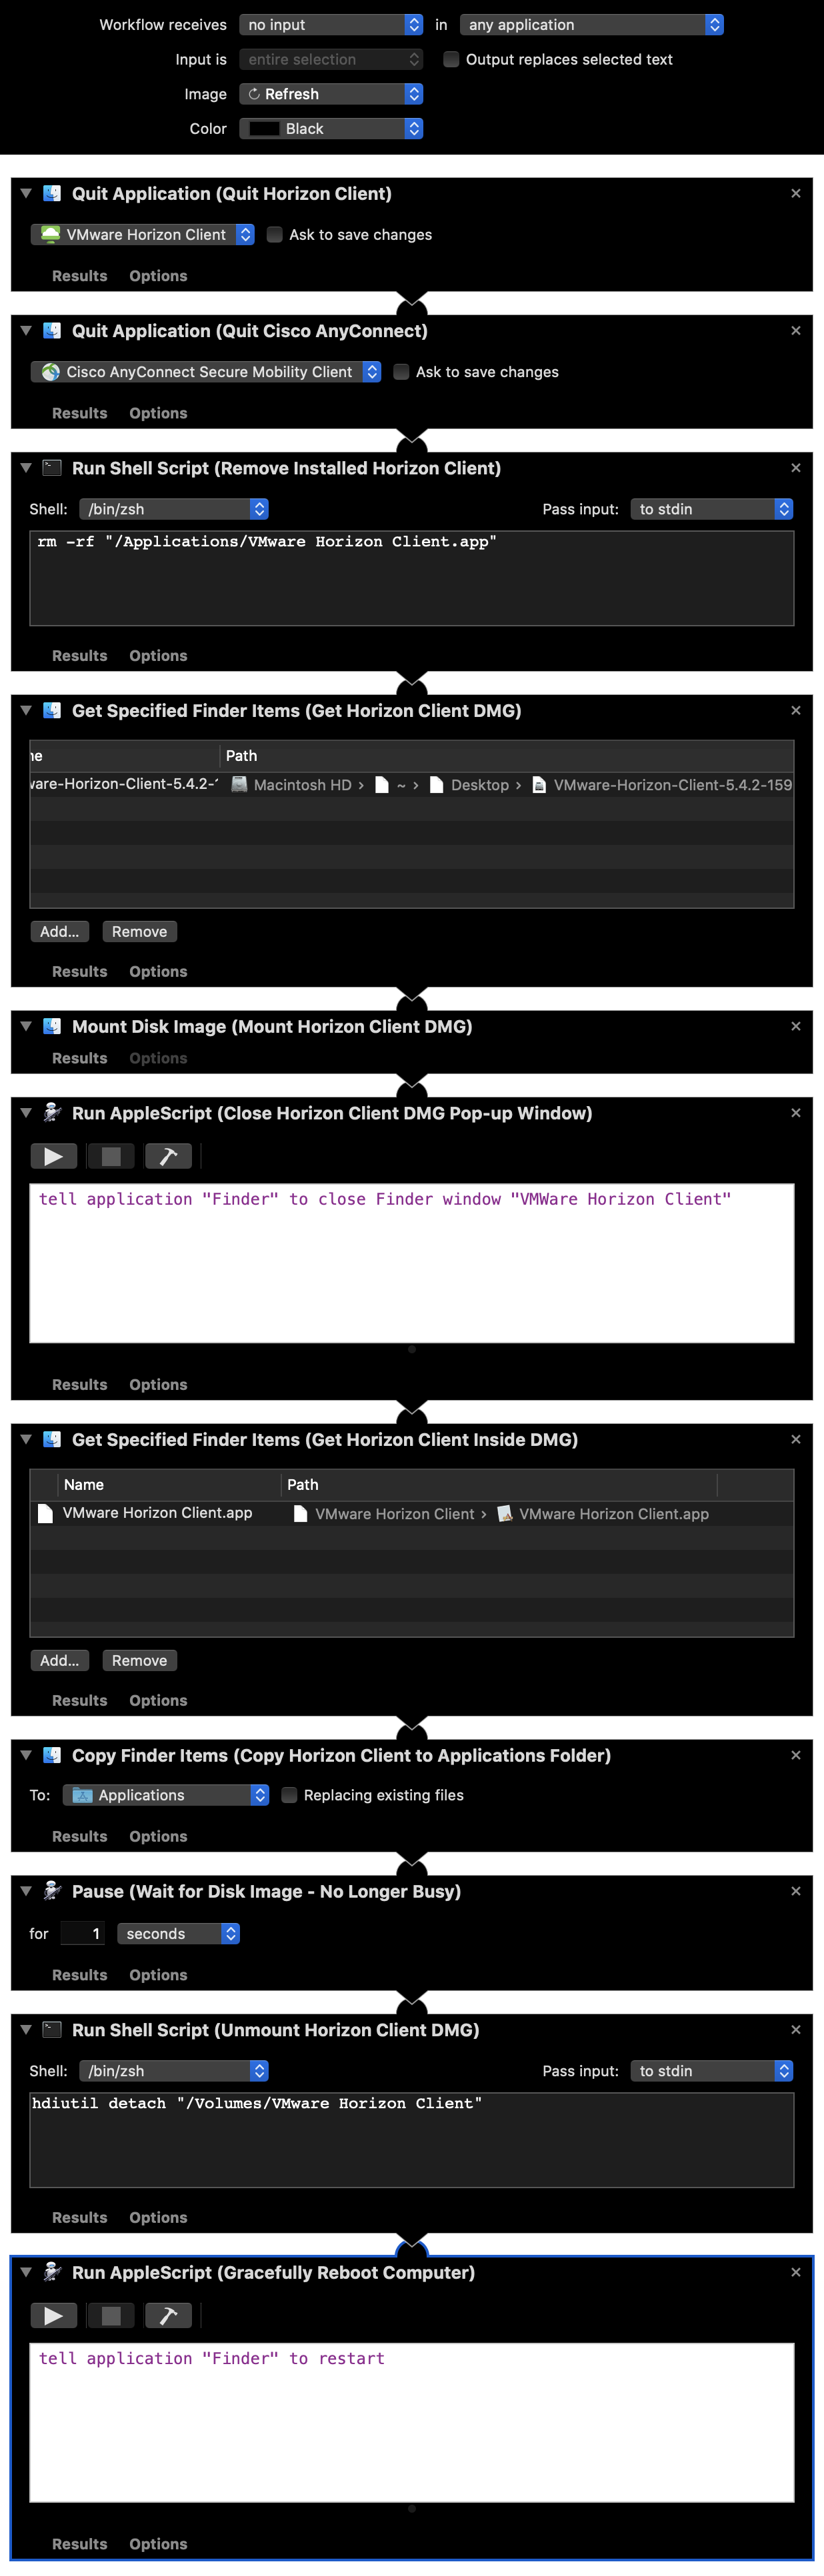 Workflow receives no input in any application
Input is entire selection Output replaces selected text
Image Refresh
Color Black
Quit Application (Quit Horizon Client)
VMware Horizon Client Ask to save changes
Results Options
Quit Application (Quit Cisco AnyConnect)
Cisco AnyConnect Secure Mobility Client Ask to save changes
Results Options
Run Shell Script (Remove Installed Horizon Client)
Shell: /bin/zsh Pass input: to stdin
rm -rf "/Applications/VMware Horizon Client.app"
Results Options
Get Specified Finder Items (Get Horizon Client DMG)
ne Path
ware-Horizon-Client-5.4.2-1 Macintosh HD › ~ › Desktop › VMware-Horizon-Client-5.4.2-159
Add... Remove
Results Options
Mount Disk Image (Mount Horizon Client DMG)
Results Options
Run AppleScript (Close Horizon Client DMG Pop-up Window)
tell application "Finder" to close Finder window "VMWare Horizon Client"
Results Options
Get Specified Finder Items (Get Horizon Client Inside DMG)
Name Path
VMware Horizon Client.app VMware Horizon Client › VMware Horizon Client.app
Add... Remove
Results Options
Copy Finder Items (Copy Horizon Client to Applications Folder)
To: Applications Replacing existing files
Results Options
Pause (Wait for Disk Image - No Longer Busy)
for 1 seconds
Results Options
Run Shell Script (Unmount Horizon Client DMG)
Shell: /bin/zsh Pass input: to stdin
hdiutil detach "/Volumes/VMware Horizon Client"
Results Options
Run AppleScript (Gracefully Reboot Computer)
tell application "Finder" to restart
Results Options